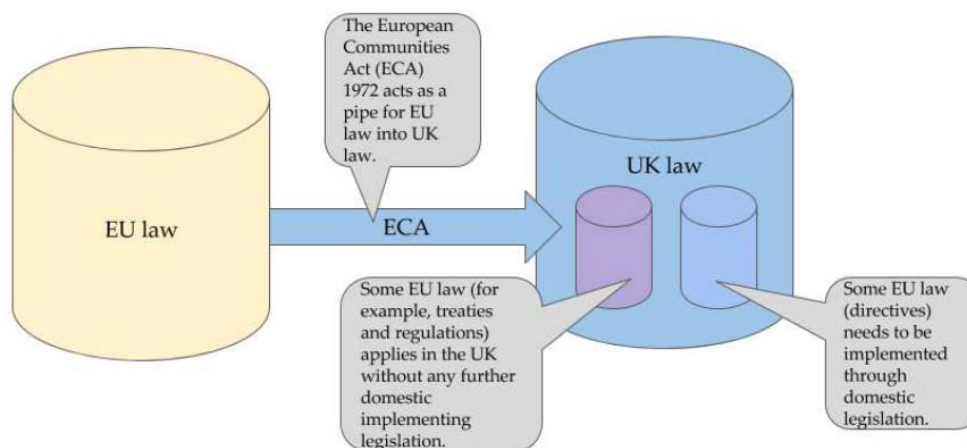 The European
Communities
Act (ECA)
1972 acts as a
pipe for EU
law into UK
law.
EU law
ECA
UK law
Some EU law (for
example, treaties
and regulations)
applies in the UK
without any further
domestic
implementing
legislation.
Some EU law
(directives)
needs to be
implemented
through
domestic
legislation.